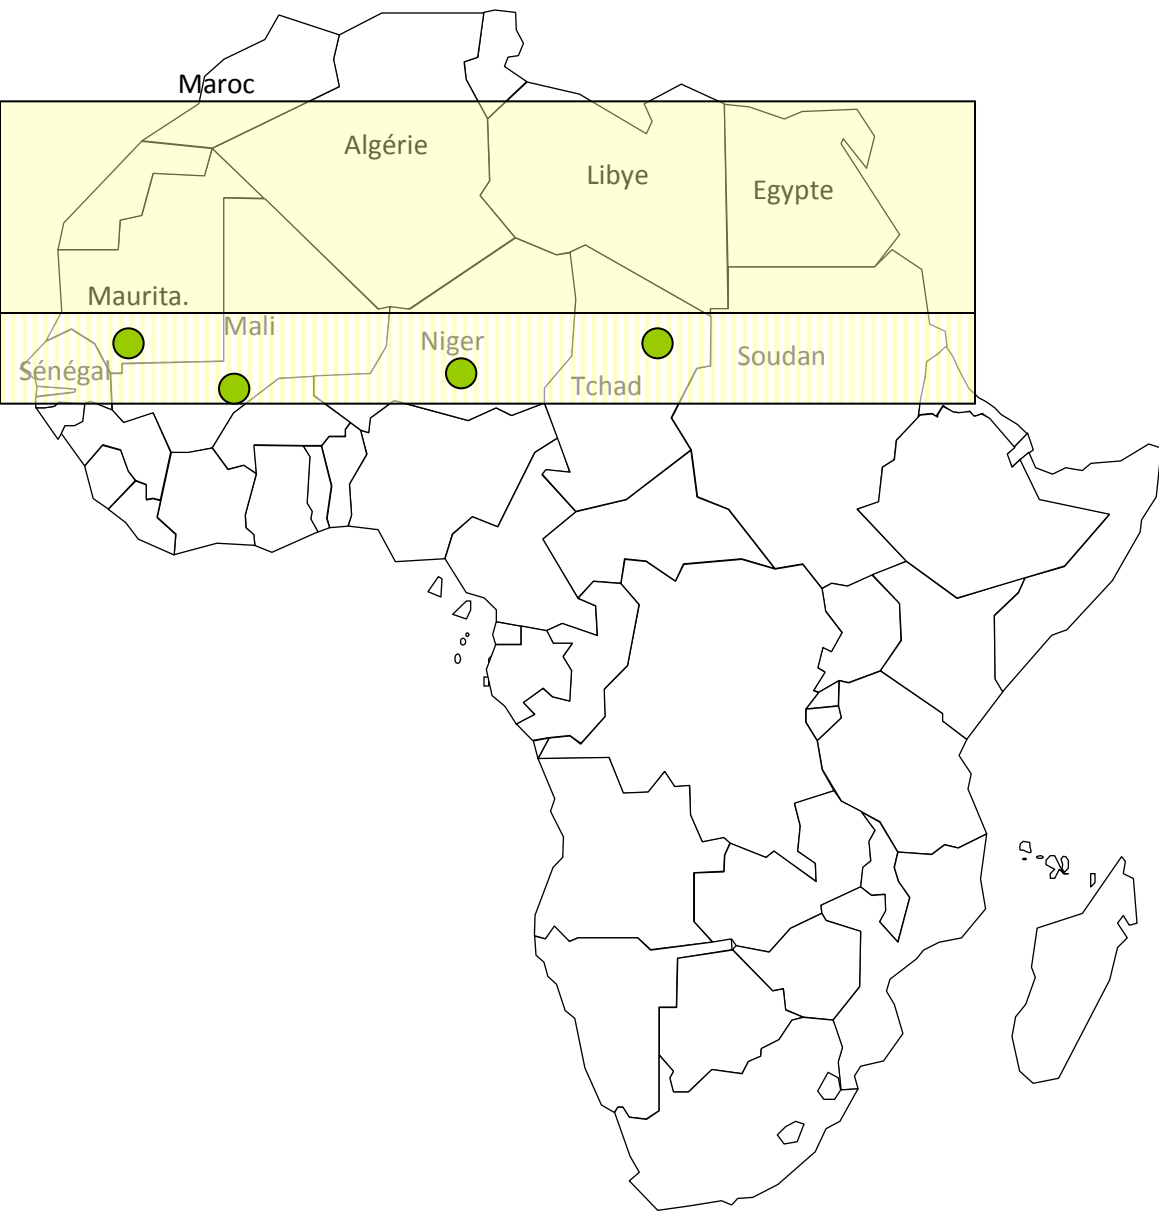 Maroc
Algérie
Libye
Egypte
Maurita.
Mali
Niger
Sénégal
Soudan
Tchad